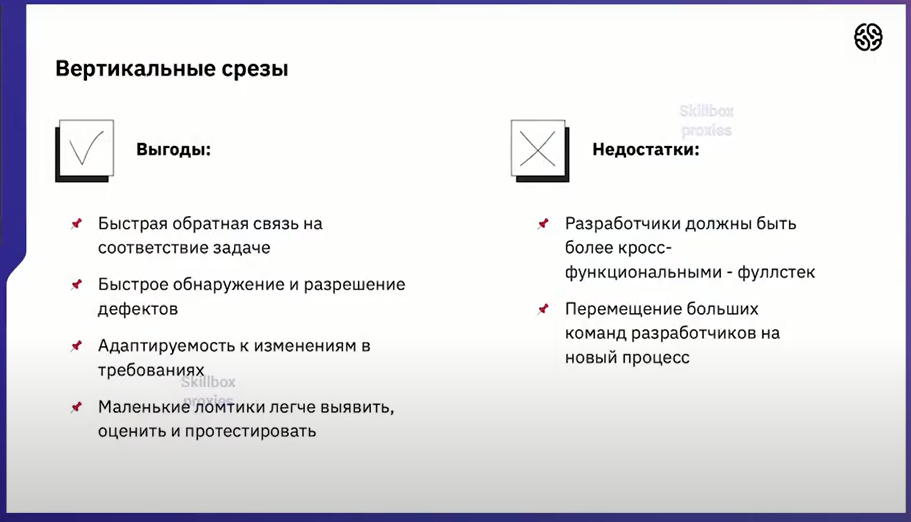 Вертикальные срезы
Выгоды:
Быстрая обратная связь на
соответствие задаче
Быстрое обнаружение и разрешение
дефектов
Адаптируемость к изменениям в
требованиях
Маленькие ломтики легче выявить,
оценить и протестировать
Skillbox
proxies
Недостатки:
Разработчики должны быть
более кросс-
функциональными - фуллстек
Перемещение больших
команд разработчиков на
новый процесс
Skillbox
proxies